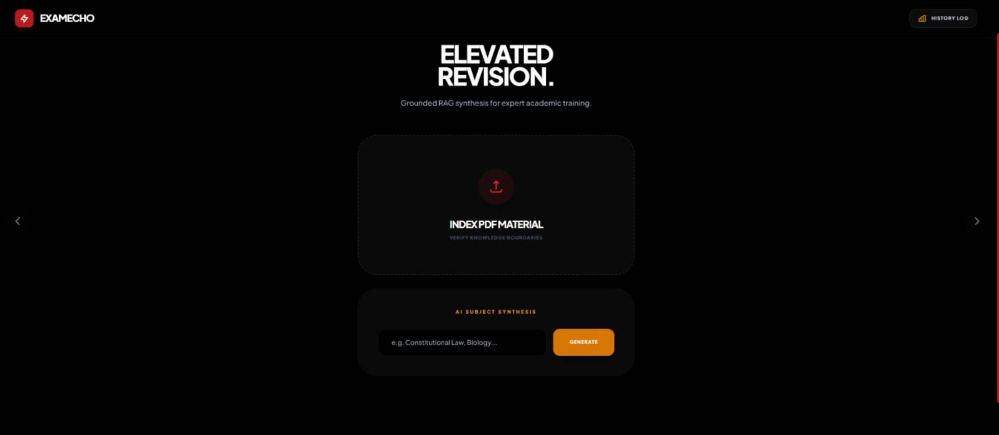 EXAMECHO
HISTORY LOG
ELEVATED
REVISION.
Grounded RAG synthesis for expert academic training.
INDEX PDF MATERIAL
VERIFY KNOWLEDGE BOUNDARIES
AI SUBJECT SYNTHESIS
e.g. Constitutional Law, Biology...
GENERATE